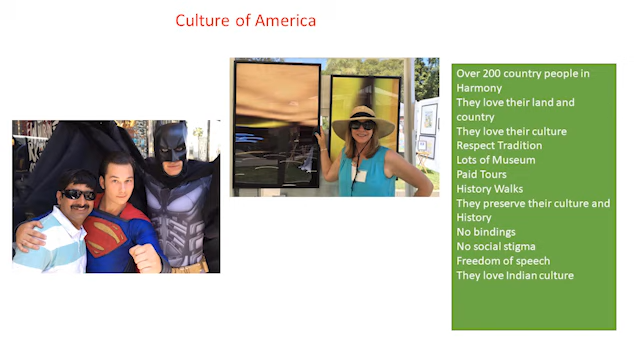 Culture of America
Over 200 country people in
Harmony
They love their land and
country
They love their culture
Respect Tradition
Lots of Museum
Paid Tours
History Walks
They preserve their culture and
History
No bindings
No social stigma
Freedom of speech
They love Indian culture